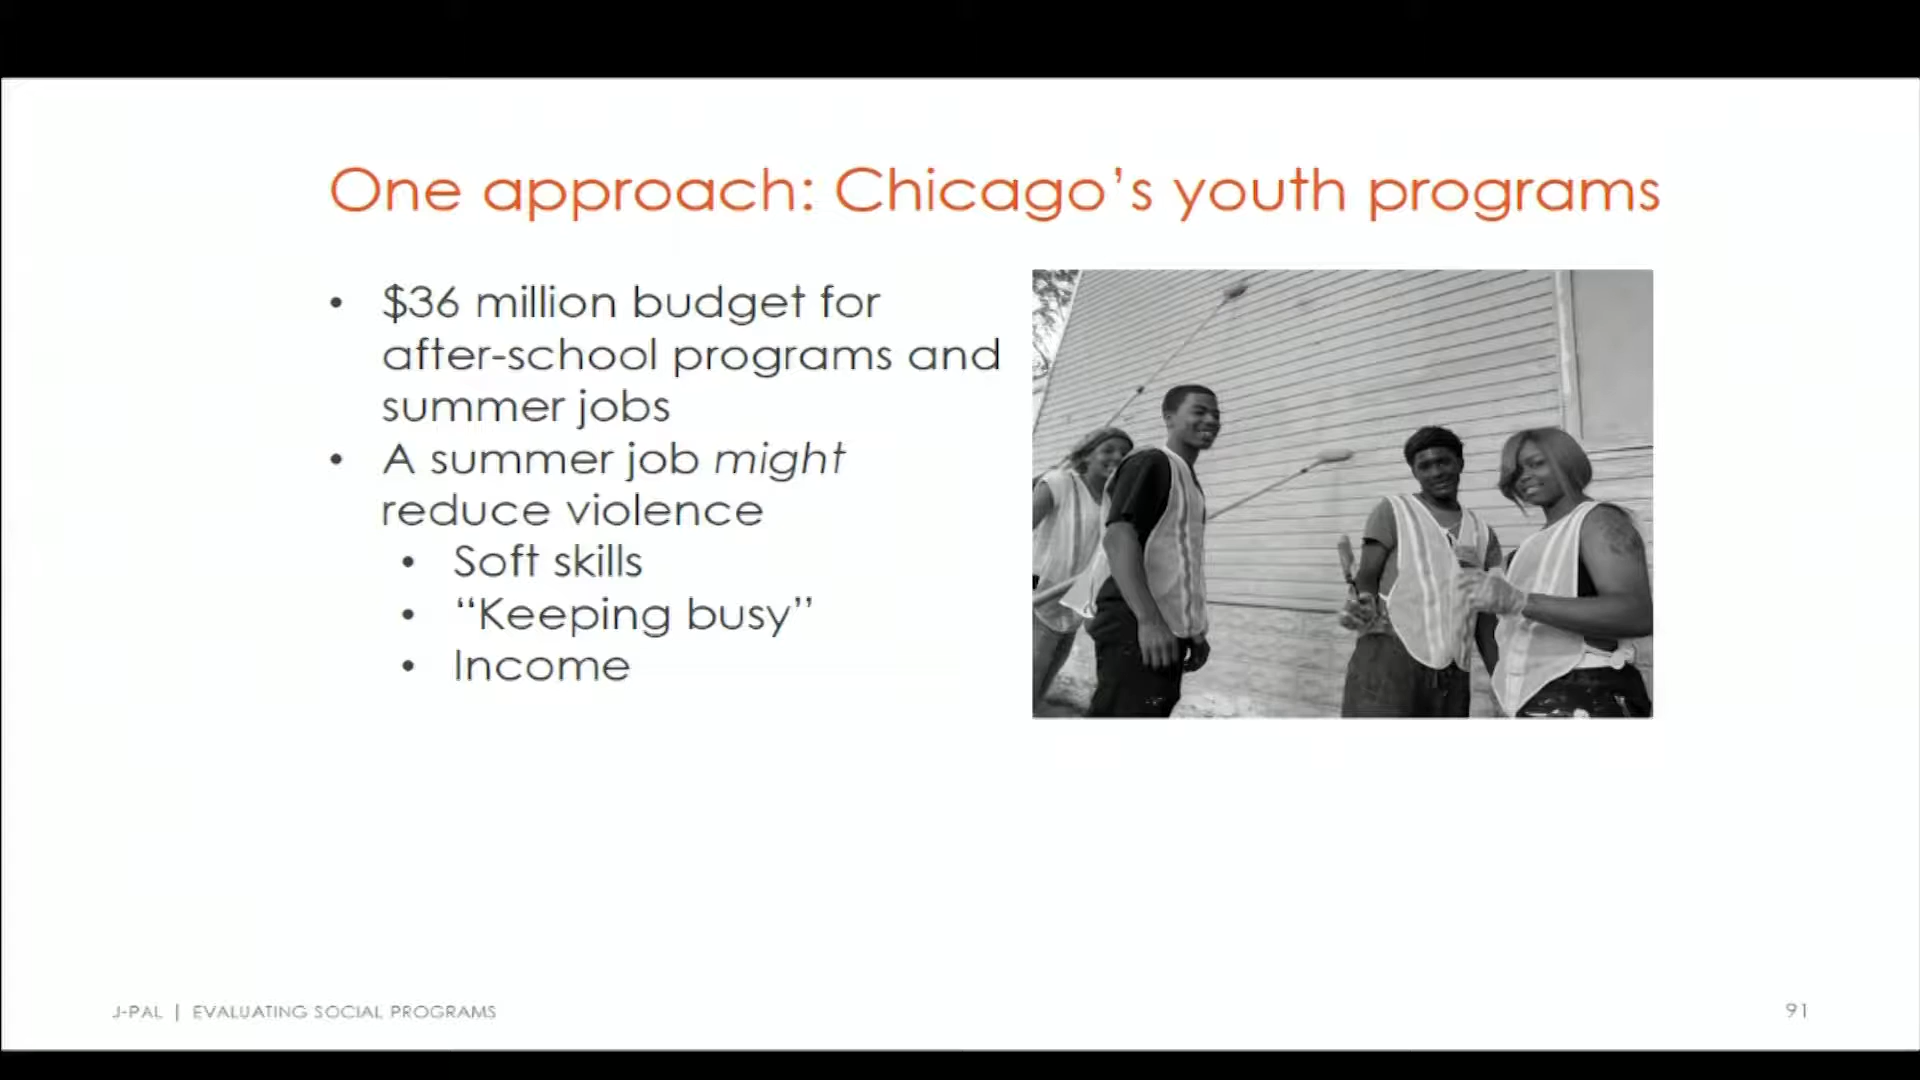 One approach: Chicago’s youth programs
• $36 million budget for
after-school programs and
summer jobs
• A summer job might
reduce violence
• Soft skills
• “Keeping busy”
• Income
J-PAL | EVALUATING SOCIAL PROGRAMS
91